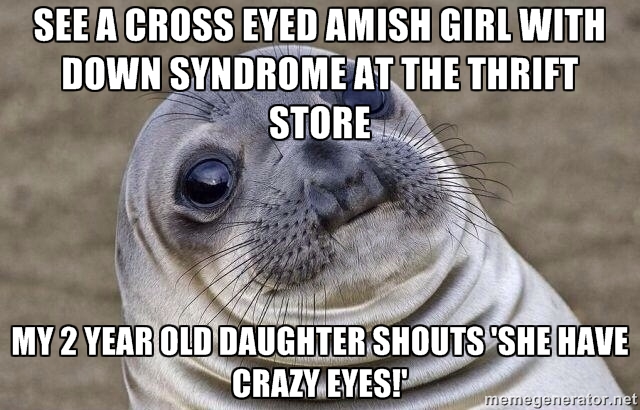 SEE A CROSS EYED AMISH GIRL WITH
DOWN SYNDROME AT THE THRIFT
STORE
MY 2 YEAR OLD DAUGHTER SHOUTS 'SHE HAVE
CRAZY EYES!'
memegenerator.net